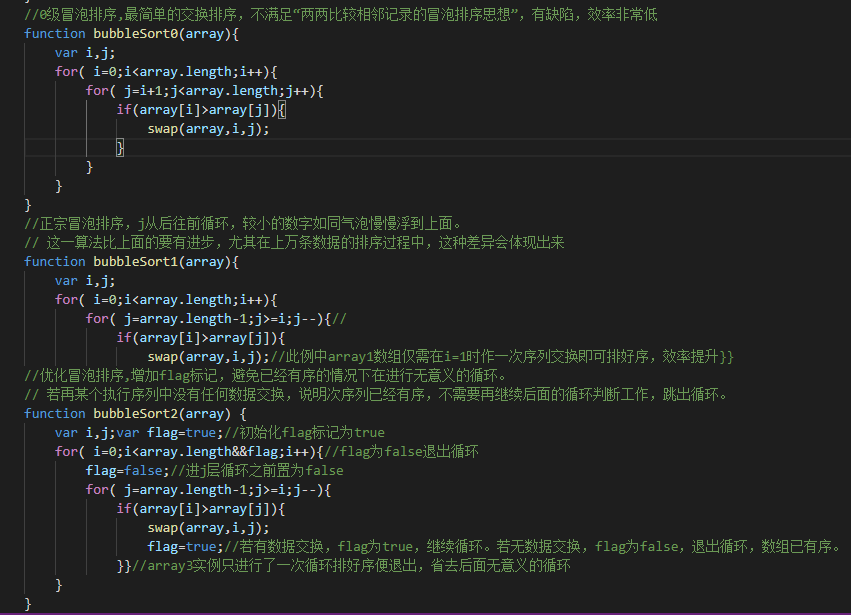 //0级冒泡排序,最简单的交换排序，不满足“两两比较相邻记录的冒泡排序思想”，有缺陷，效率非常低
function bubbleSort0(array){
    var i,j;
    for( i=0;i<array.length;i++){
        for( j=i+1;j<array.length;j++){
            if(array[i]>array[j]){
                swap(array,i,j);
            }
        }
    }
}
//正宗冒泡排序，j从后往前循环，较小的数字如同气泡慢慢浮到上面。
// 这一算法比上面的要有进步，尤其在上万条数据的排序过程中，这种差异会体现出来
function bubbleSort1(array){
    var i,j;
    for( i=0;i<array.length;i++){
        for( j=array.length-1;j>=i;j--){//
            if(array[i]>array[j]){
                swap(array,i,j);//此例中array1数组仅需在i=1时作一次序列交换即可排好序，效率提升}}
//优化冒泡排序,增加flag标记，避免已经有序的情况下在进行无意义的循环。
// 若再某个执行序列中没有任何数据交换，说明次序列已经有序，不需要再继续后面的循环判断工作，跳出循环。
function bubbleSort2(array) {
    var i,j;var flag=true;//初始化flag标记为true
    for( i=0;i<array.length&&flag;i++){//flag为false退出循环
        flag=false;//进j层循环之前置为false
        for( j=array.length-1;j>=i;j--){
            if(array[i]>array[j]){
                swap(array,i,j);
                flag=true;//若有数据交换，flag为true，继续循环。若无数据交换，flag为false，退出循环，数组已有序。
            }}//array3实例只进行了一次循环排好序便退出，省去后面无意义的循环
    }
}